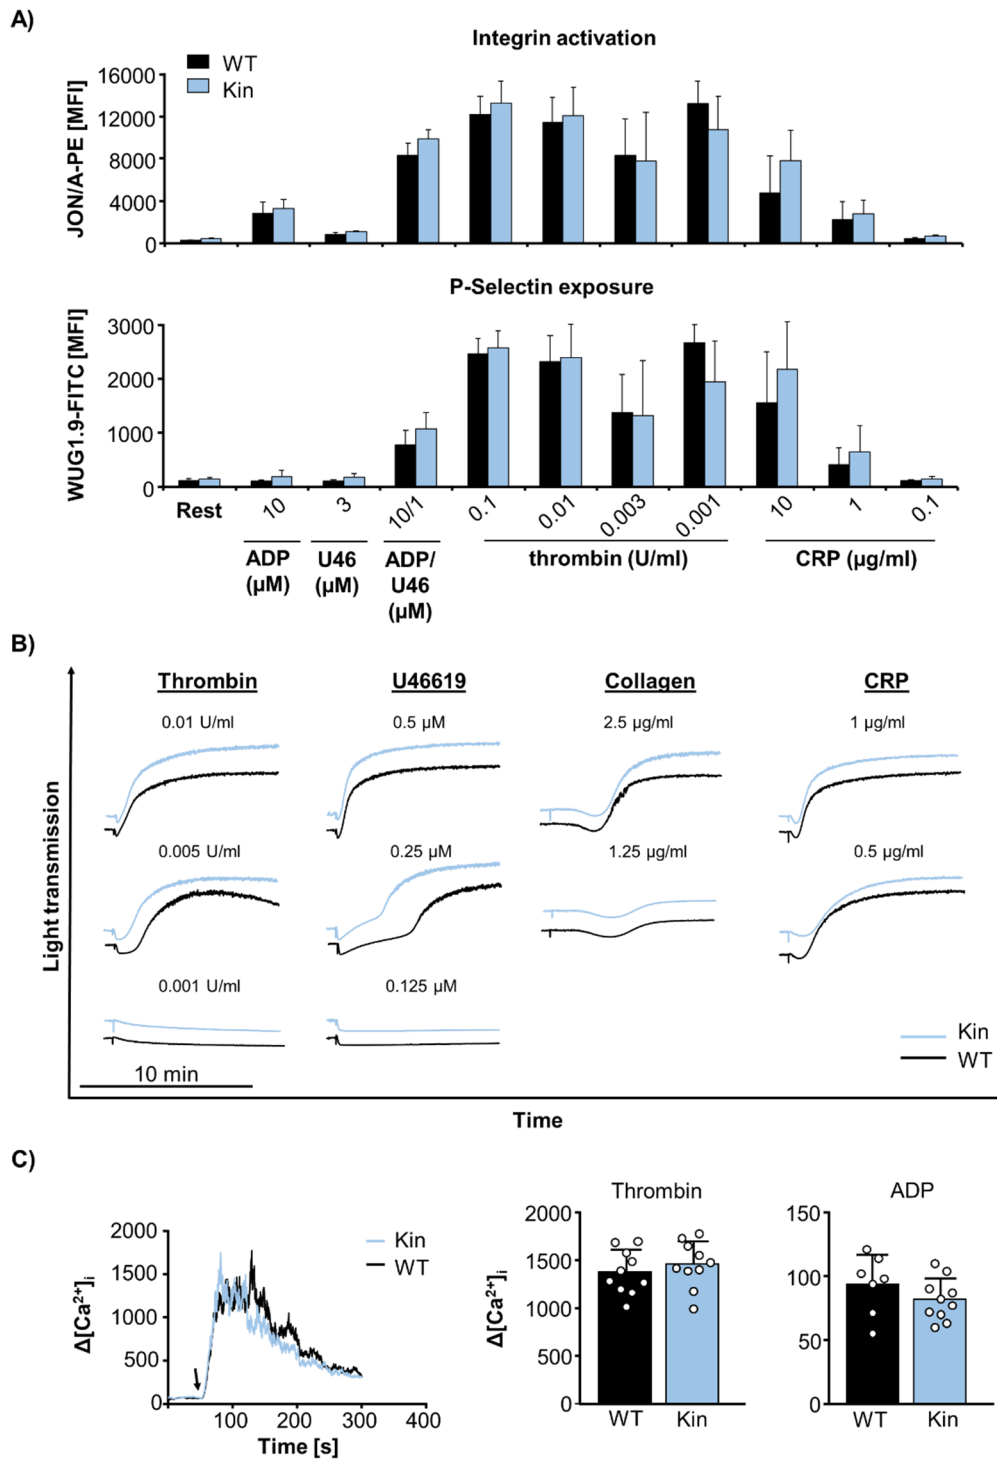 A)
Integrin activation
WT
Kin
JON/A-PE [MFI]
16000
12000
8000
4000
0
P-Selectin exposure
WUG1.9-FITC [MFI]
3000
2000
1000
0
Rest 10 3 10/1 0.1 0.01 0.003 0.001 10 1 0.1
ADP (µM)
U46 (µM)
ADP/ U46 (µM)
thrombin (U/ml)
CRP (µg/ml)
B)
Light transmission
Thrombin U46619 Collagen CRP
0.01 U/ml 0.5 µM 2.5 µg/ml 1 µg/ml
0.005 U/ml 0.25 µM 1.25 µg/ml 0.5 µg/ml
0.001 U/ml 0.125 µM
Kin
WT
10 min
Time
C)
Δ[Ca²⁺]ᵢ
2000
1500
1000
500
0
100 200 300 400
Time [s]
Kin
WT
Thrombin
Δ[Ca²⁺]ᵢ
2000
1500
1000
500
0
WT Kin
ADP
150
100
50
0
WT Kin